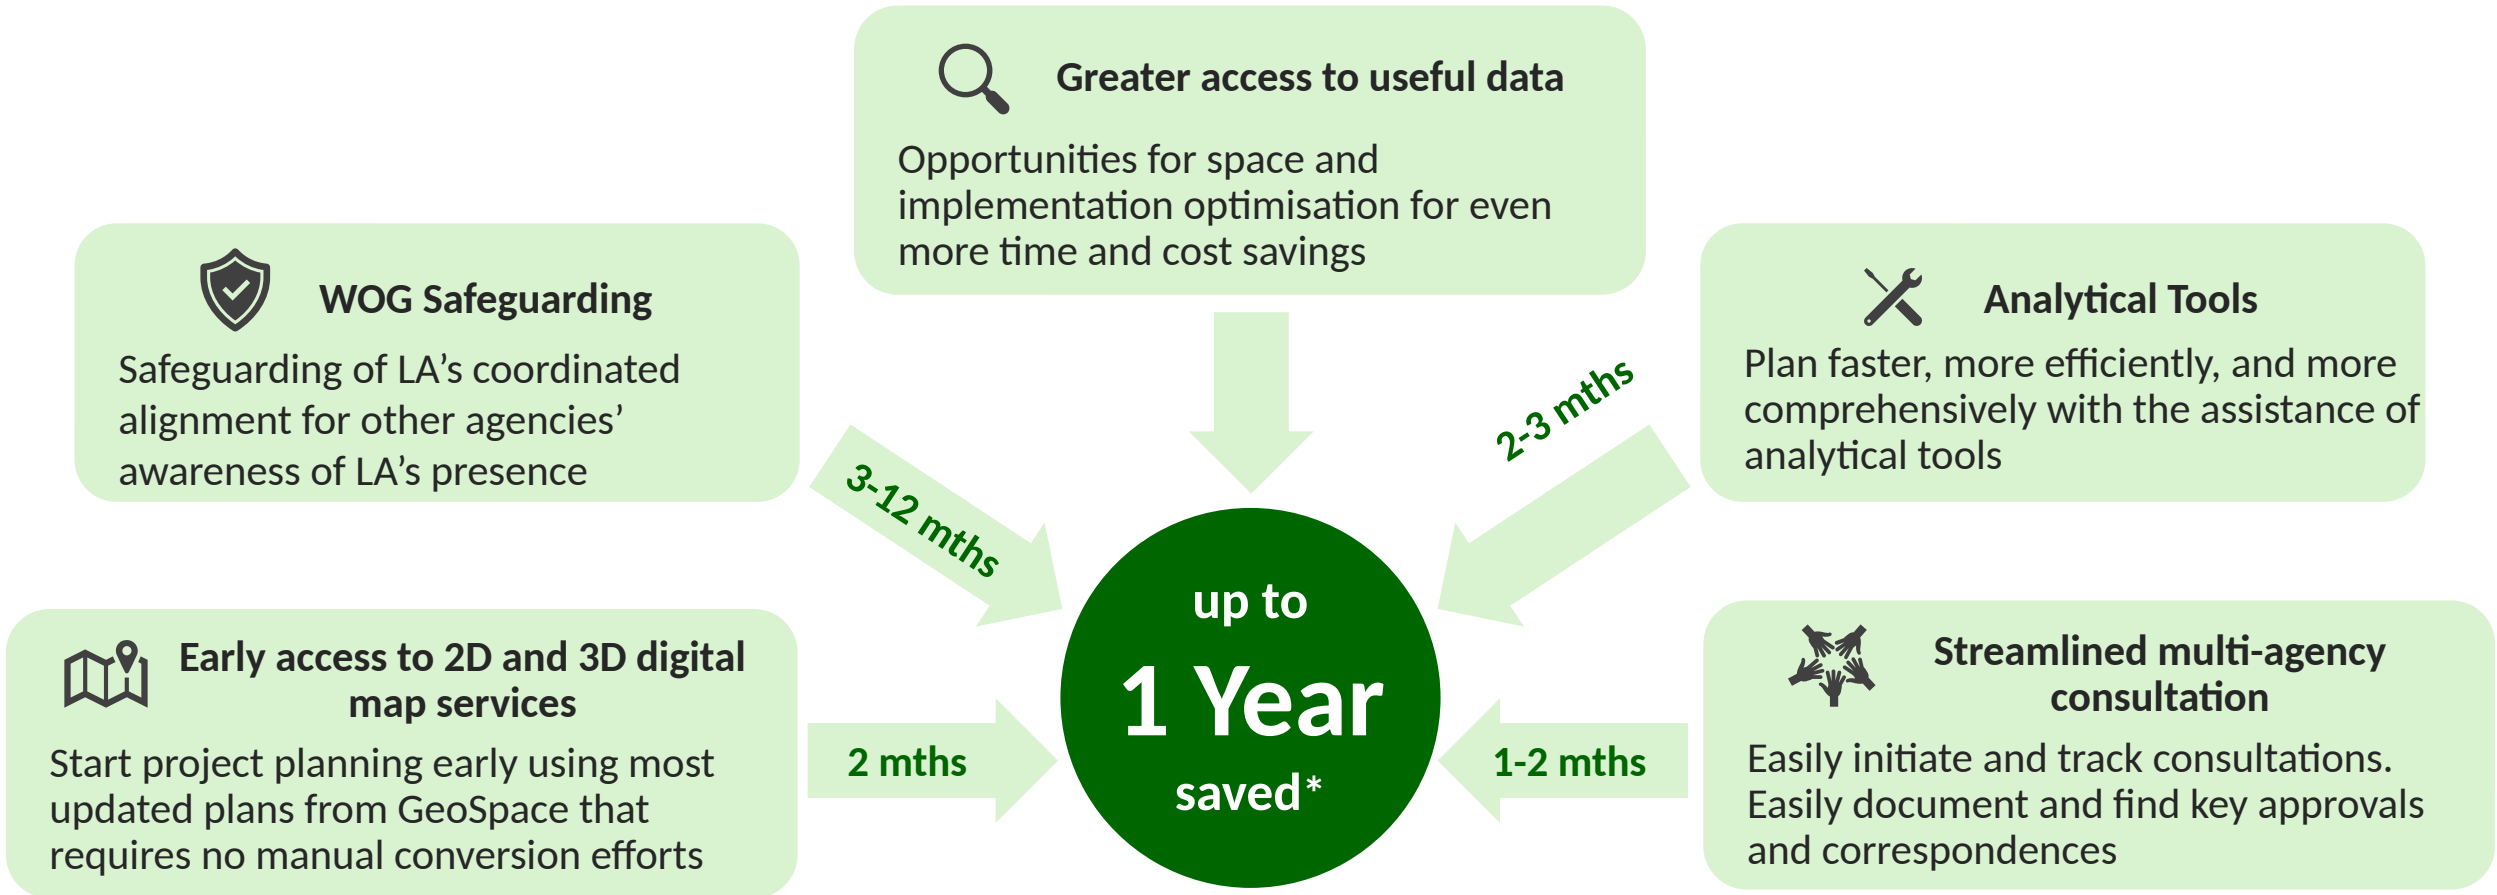 Greater access to useful data
Opportunities for space and
implementation optimisation for even
more time and cost savings
WOG Safeguarding
Safeguarding of LA’s coordinated
alignment for other agencies’
awareness of LA’s presence
3-12 mths
Analytical Tools
Plan faster, more efficiently, and more
comprehensively with the assistance of
analytical tools
2-3 mths
Early access to 2D and 3D digital
map services
Start project planning early using most
updated plans from GeoSpace that
requires no manual conversion efforts
2 mths
up to
1 Year
saved*
1-2 mths
Streamlined multi-agency
consultation
Easily initiate and track consultations.
Easily document and find key approvals
and correspondences